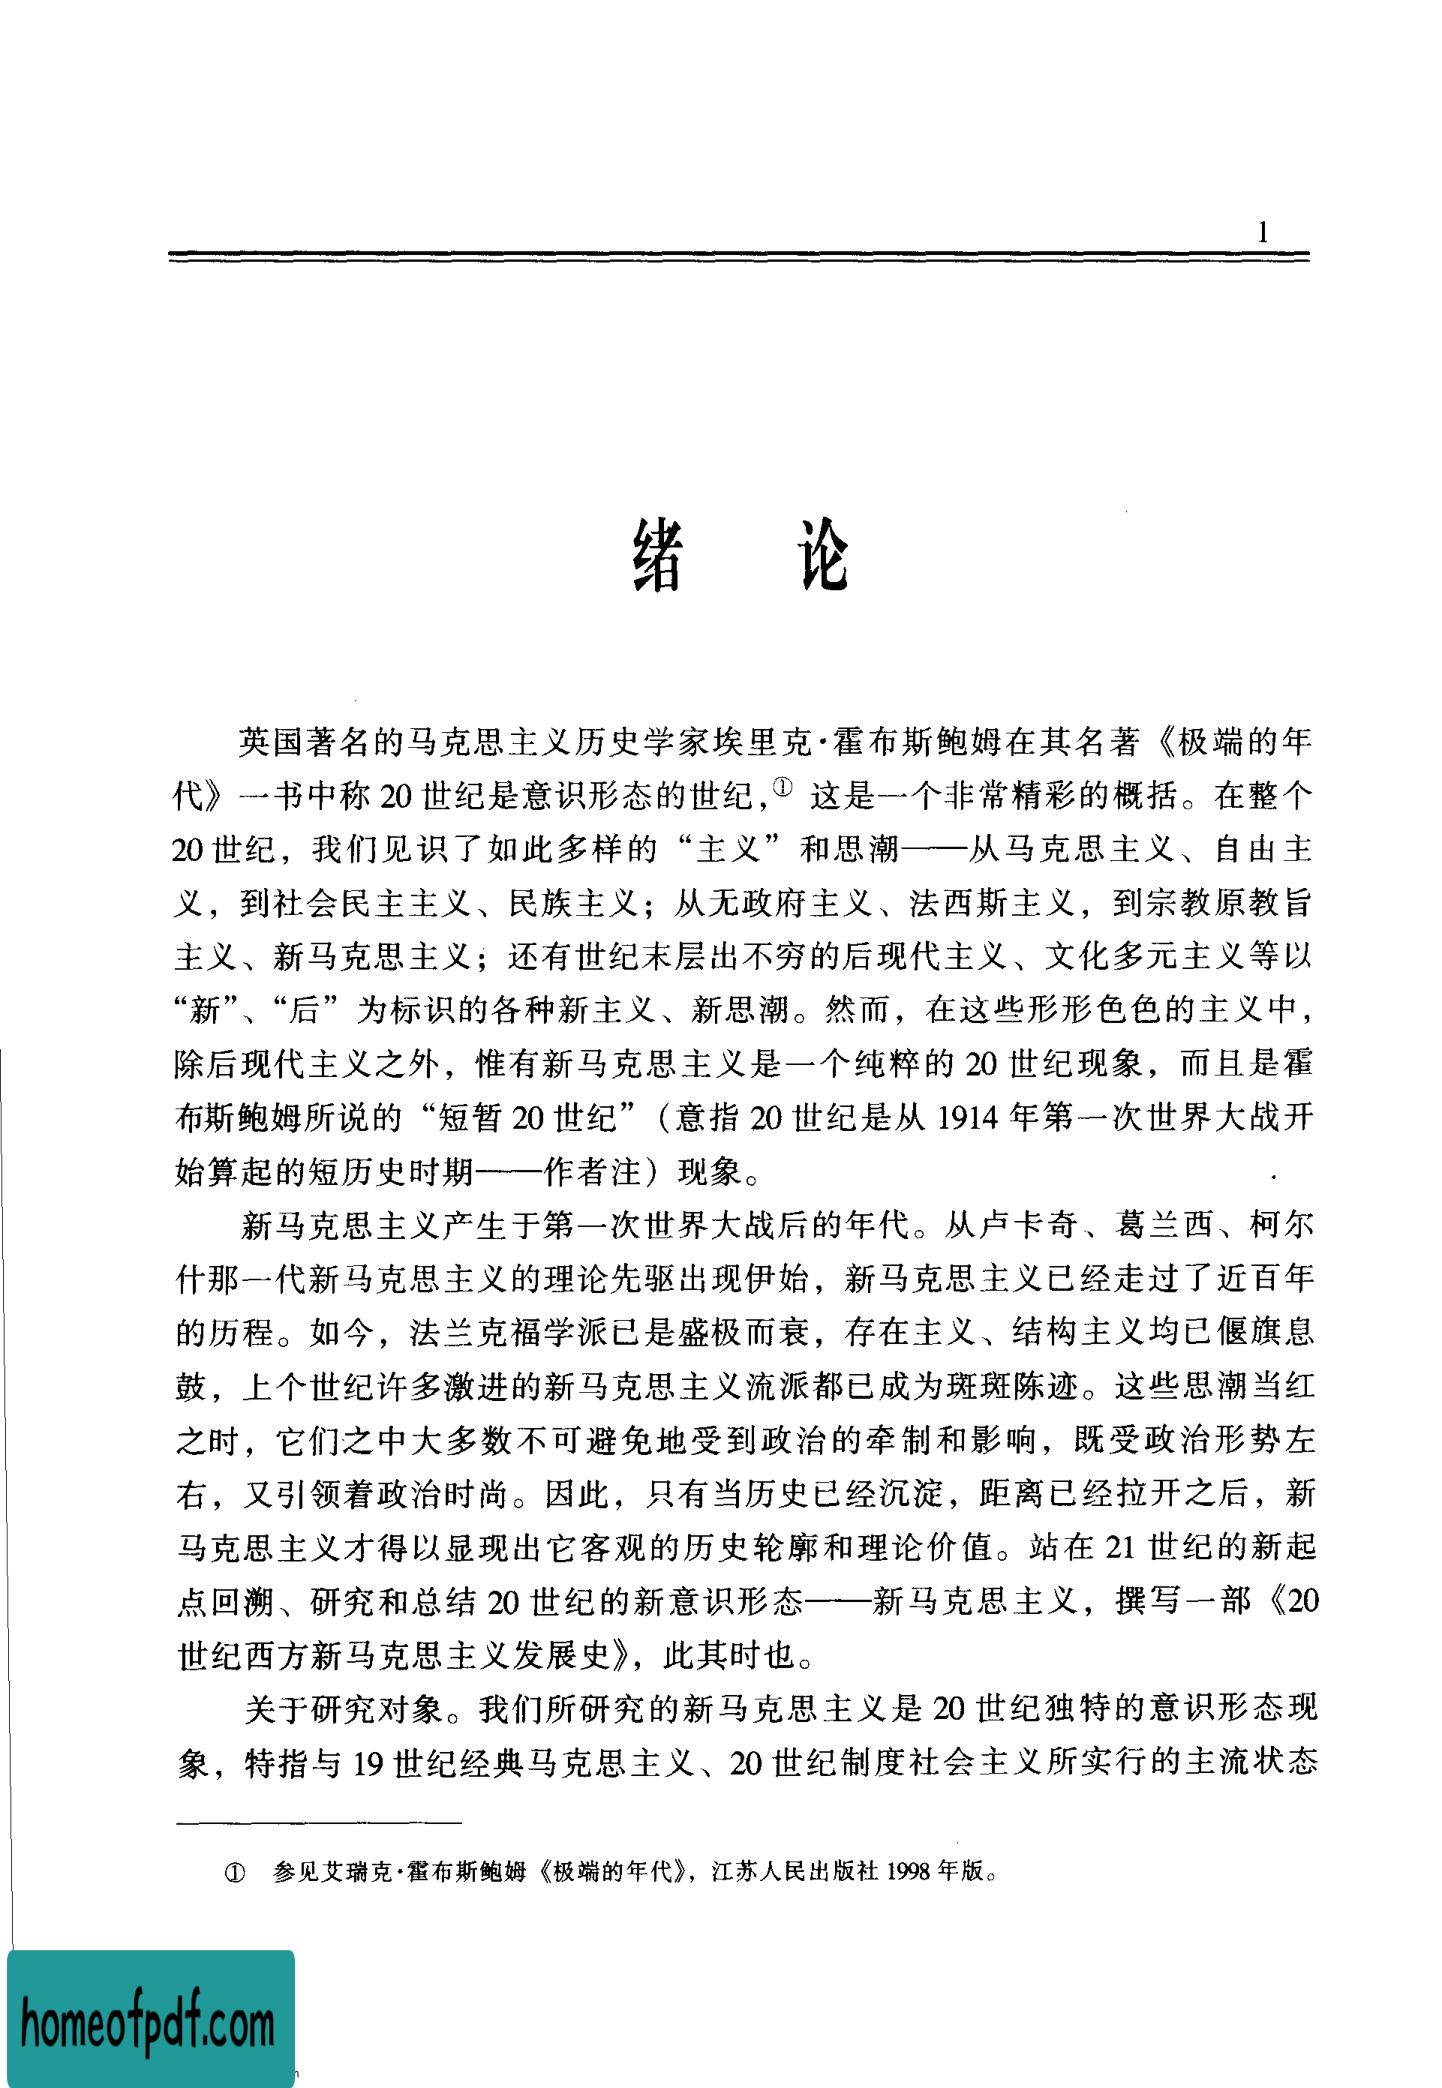 1
绪 论
英国著名的马克思主义历史学家埃里克·霍布斯鲍姆在其名著《极端的年
代》一书中称 20 世纪是意识形态的世纪,① 这是一个非常精彩的概括。在整个
20 世纪，我们见识了如此多样的“主义”和思潮——从马克思主义、自由主
义，到社会民主主义、民族主义；从无政府主义、法西斯主义，到宗教原教旨
主义、新马克思主义；还有世纪末层出不穷的后现代主义、文化多元主义等以
“新”、“后”为标识的各种新主义、新思潮。然而，在这些形形色色的主义中，
除后现代主义之外，惟有新马克思主义是一个纯粹的 20 世纪现象，而且是霍
布斯鲍姆所说的“短暂 20 世纪”（意指 20 世纪是从 1914 年第一次世界大战开
始算起的短历史时期——作者注）现象。
新马克思主义产生于第一次世界大战后的年代。从卢卡奇、葛兰西、柯尔
什那一代新马克思主义的理论先驱出现伊始，新马克思主义已经走过了近百年
的历程。如今，法兰克福学派已是盛极而衰，存在主义、结构主义均已偃旗息
鼓，上个世纪许多激进的新马克思主义流派都已成为斑斑陈迹。这些思潮当红
之时，它们之中大多数不可避免地受到政治的牵制和影响，既受政治形势左
右，又引领着政治时尚。因此，只有当历史已经沉淀，距离已经拉开之后，新
马克思主义才得以显现出它客观的历史轮廓和理论价值。站在 21 世纪的新起
点回溯、研究和总结 20 世纪的新意识形态——新马克思主义，撰写一部《20
世纪西方新马克思主义发展史》，此其时也。
关于研究对象。我们所研究的新马克思主义是 20 世纪独特的意识形态现
象，特指与 19 世纪经典马克思主义、20 世纪制度社会主义所实行的主流状态
① 参见艾瑞克·霍布斯鲍姆《极端的年代》，江苏人民出版社 1998 年版。
homeofpdf.com